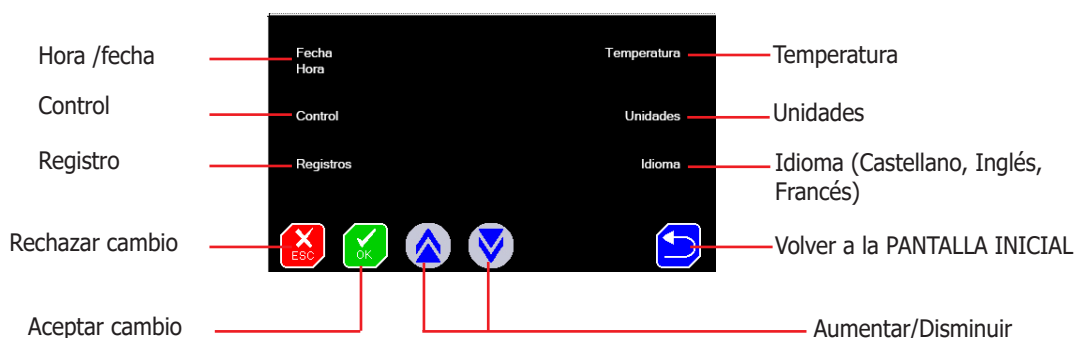 Hora /fecha
Fecha
Hora
Temperatura
Temperatura
Control
Control
Unidades
Unidades
Registro
Registros
Idioma
Idioma (Castellano, Inglés,
Francés)
Rechazar cambio
ESC
OK
Volver a la PANTALLA INICIAL
Aceptar cambio
Aumentar/Disminuir